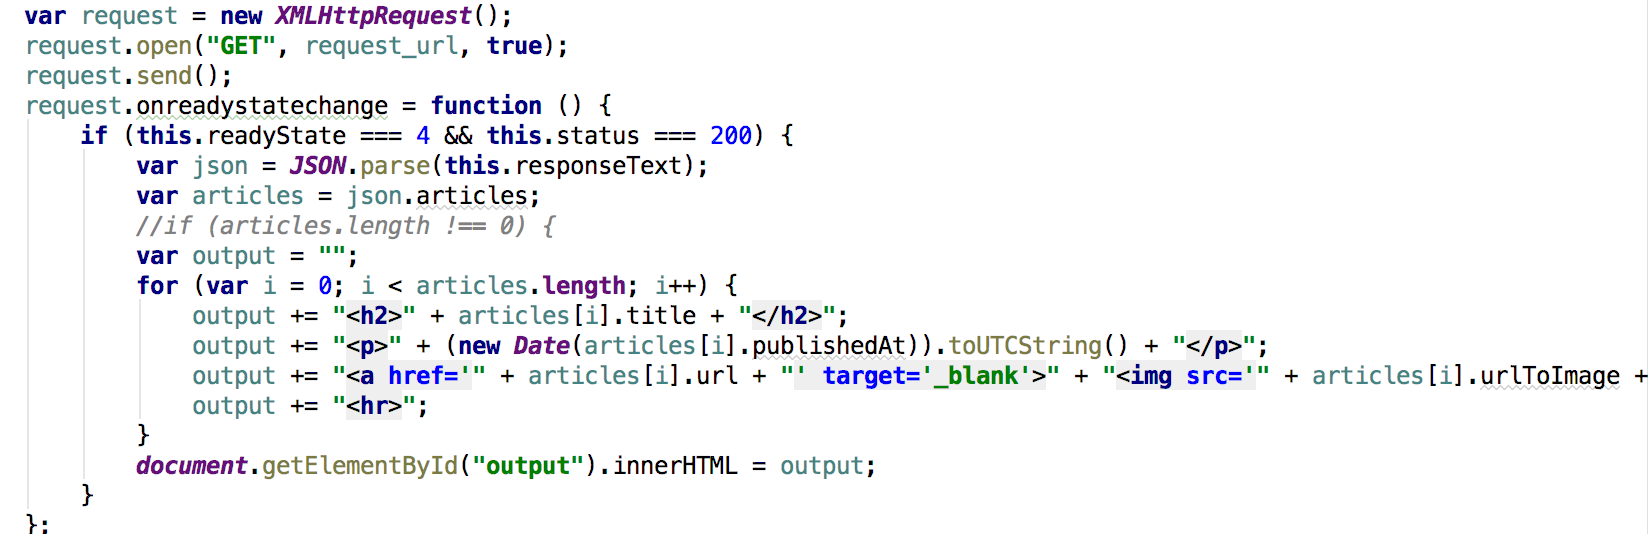 var request = new XMLHttpRequest();
request.open("GET", request_url, true);
request.send();
request.onreadystatechange = function () {
    if (this.readyState === 4 && this.status === 200) {
        var json = JSON.parse(this.responseText);
        var articles = json.articles;
        //if (articles.length !== 0) {
        var output = "";
        for (var i = 0; i < articles.length; i++) {
            output += "<h2>" + articles[i].title + "</h2>";
            output += "<p>" + (new Date(articles[i].publishedAt)).toUTCString() + "</p>";
            output += "<a href='" + articles[i].url + "' target='_blank'>" + "<img src='" + articles[i].urlToImage +
            output += "<hr>";
        }
        document.getElementById("output").innerHTML = output;
    }
};